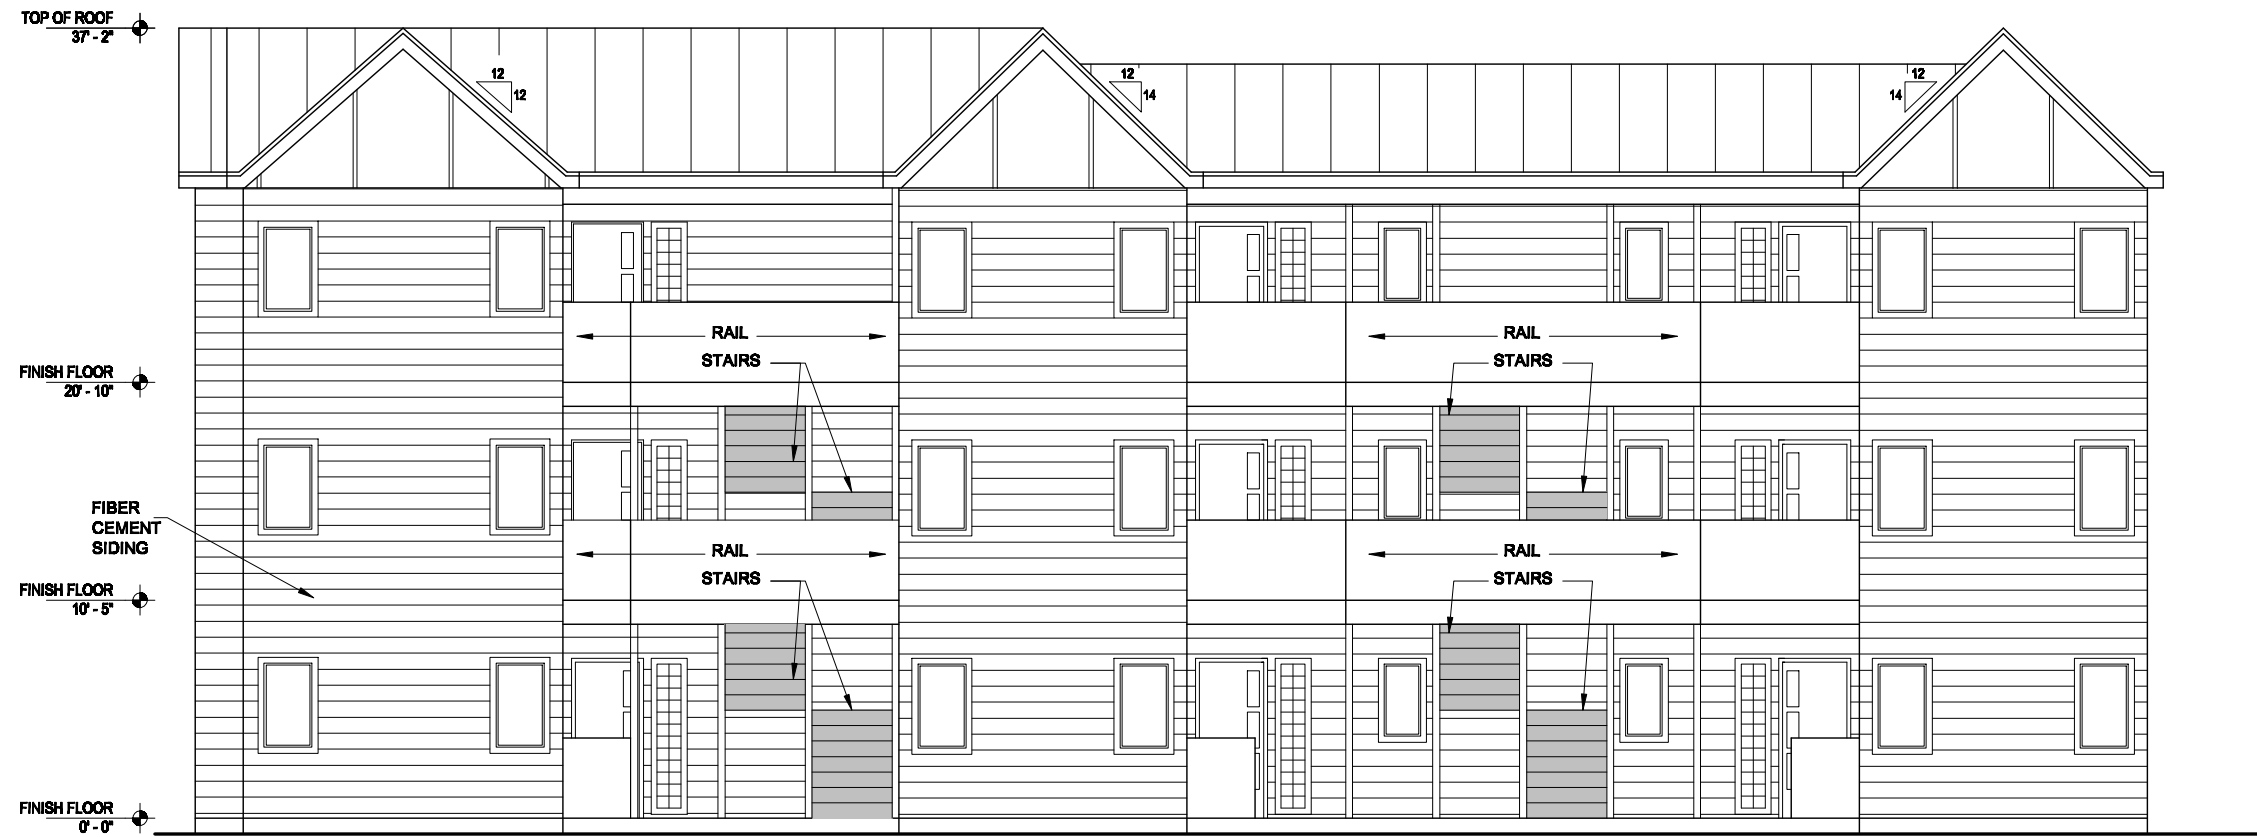 TOP OF ROOF
37' - 2"
12
12
12
14
12
14
RAIL
STAIRS
RAIL
STAIRS
FINISH FLOOR
20' - 10"
FIBER
CEMENT
SIDING
RAIL
STAIRS
RAIL
STAIRS
FINISH FLOOR
10' - 5"
FINISH FLOOR
0' - 0"